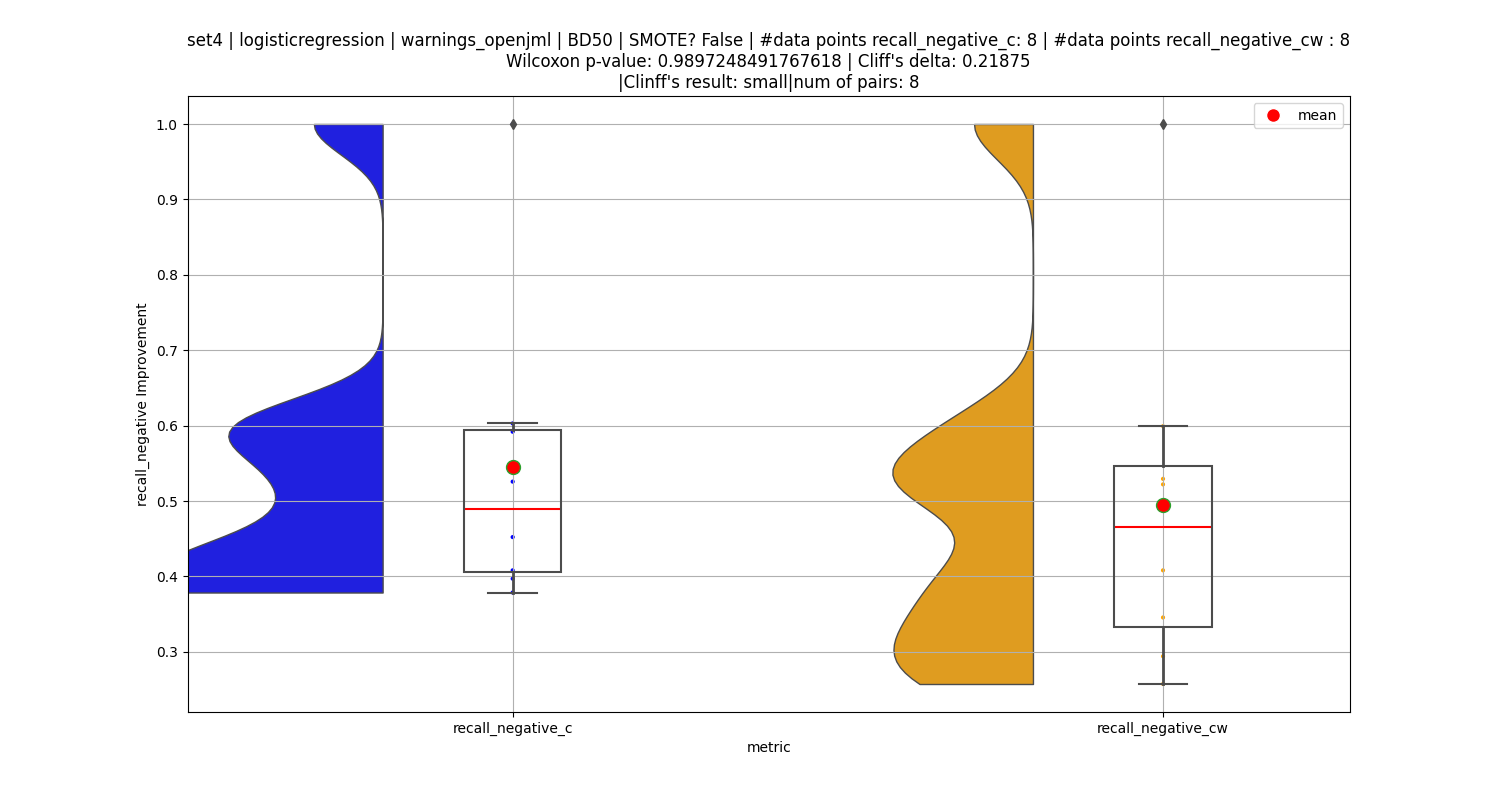 set4 | logisticregression | warnings_openjml | BD50 | SMOTE? False | #data points recall_negative_c: 8 | #data points recall_negative_cw : 8
Wilcoxon p-value: 0.9897248491767618 | Cliff's delta: 0.21875
|Clinff's result: small|num of pairs: 8
mean
1.0
0.9
0.8
0.7
0.6
0.5
0.4
0.3
recall_negative Improvement
recall_negative_c
recall_negative_cw
metric